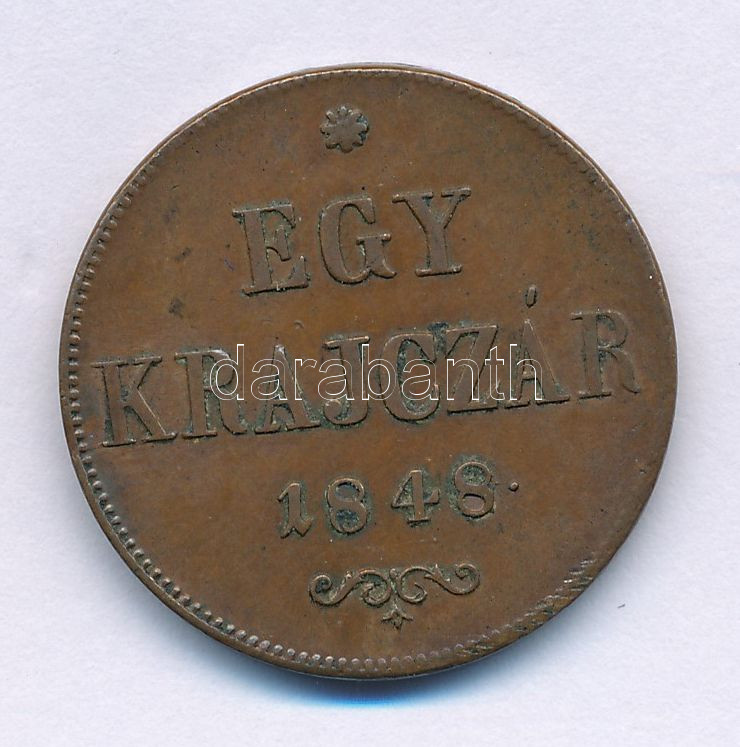 EGY
KRAJCZÁR
darabanth
1848.